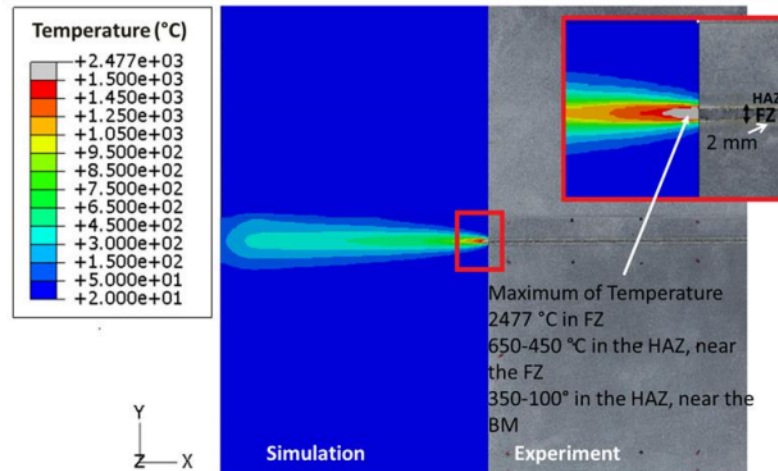 Temperature (°C)
+2.477e+03
+1.500e+03
+1.450e+03
+1.250e+03
+1.050e+03
+9.500e+02
+8.500e+02
+7.500e+02
+6.500e+02
+4.500e+02
+3.000e+02
+1.500e+02
+5.000e+01
+2.000e+01
HAZ
FZ
2 mm
Maximum of Temperature
2477 °C in FZ
650-450 °C in the HAZ, near
the FZ
350-100° in the HAZ, near the
BM
Y
Z X
Simulation
Experiment